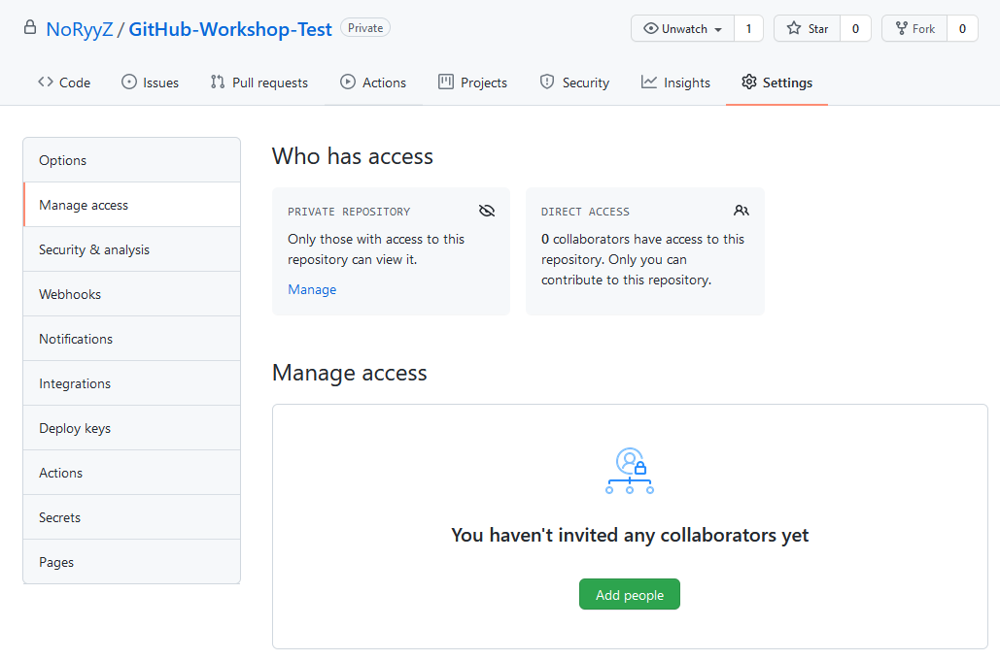 NoRyyZ / GitHub-Workshop-Test Private Unwatch 1 Star 0 Fork 0
Code Issues Pull requests Actions Projects Security Insights Settings
Options
Manage access
Security & analysis
Webhooks
Notifications
Integrations
Deploy keys
Actions
Secrets
Pages
Who has access
PRIVATE REPOSITORY
Only those with access to this
repository can view it.
Manage
DIRECT ACCESS
0 collaborators have access to this
repository. Only you can
contribute to this repository.
Manage access
You haven't invited any collaborators yet
Add people